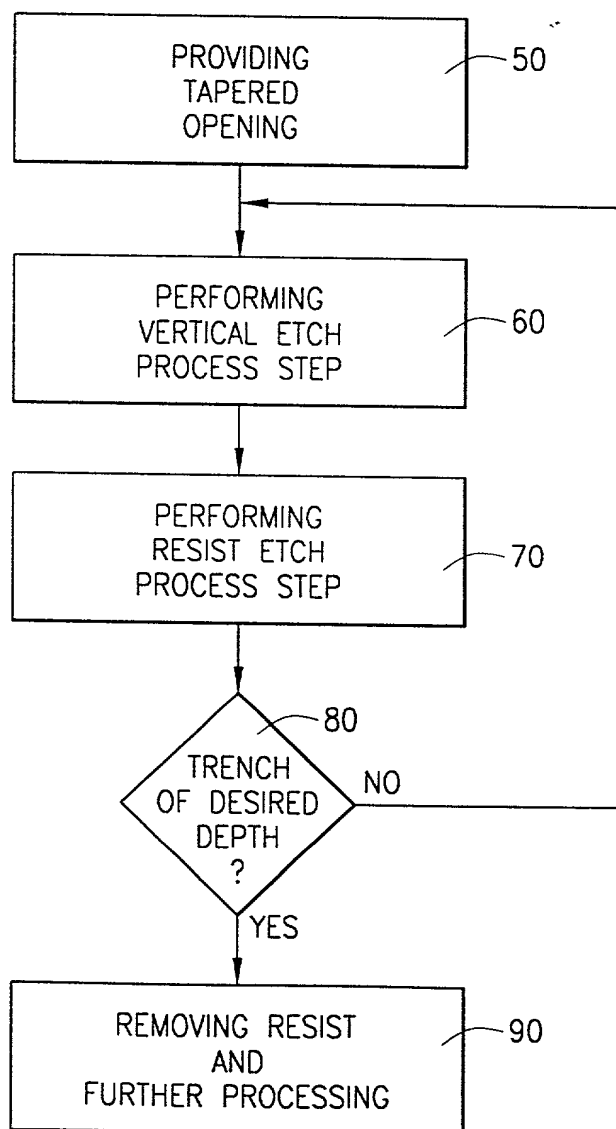 PROVIDING
TAPERED
OPENING
50
PERFORMING
VERTICAL ETCH
PROCESS STEP
60
PERFORMING
RESIST ETCH
PROCESS STEP
70
80
TRENCH
OF DESIRED
DEPTH
?
NO
YES
REMOVING RESIST
AND
FURTHER PROCESSING
90